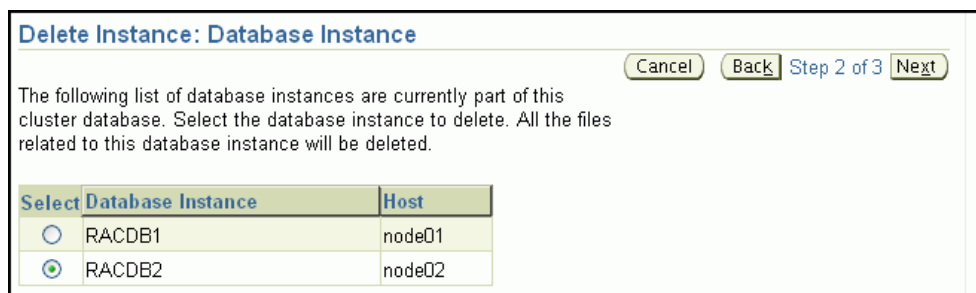 Delete Instance: Database Instance
Cancel Back Step 2 of 3 Next
The following list of database instances are currently part of this
cluster database. Select the database instance to delete. All the files
related to this database instance will be deleted.
Select Database Instance Host
RACDB1 node01
RACDB2 node02